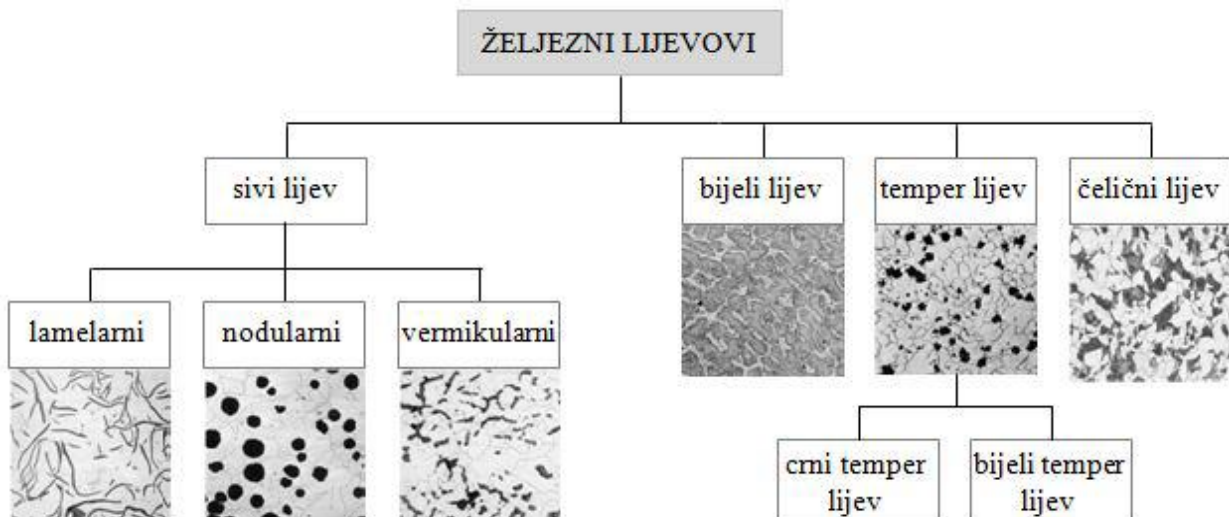 ŽELJEZNI LIJEVOVI
sivi lijev
bijeli lijev
temper lijev
čelični lijev
lamelarni
nodularni
vermikularni
crni temper
lijev
bijeli temper
lijev